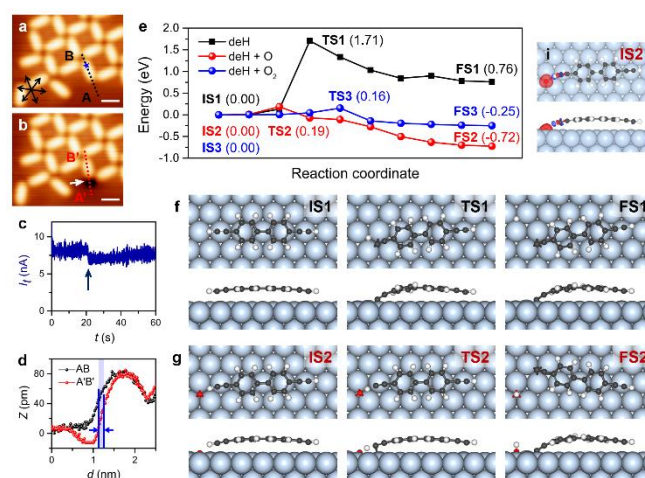 a
B
A
b
B'
A'
c
I_t (nA)
10
5
0
0 20 40 60
t (s)
d
Z (pm)
80
40
0
AB
A'B'
0 1 2
d (nm)
e
Energy (eV)
2.0
1.5
1.0
0.5
0.0
-0.5
-1.0
deH
deH + O
deH + O₂
TS1 (1.71)
FS1 (0.76)
IS1 (0.00)
TS3 (0.16)
FS3 (-0.25)
IS2 (0.00)
TS2 (0.19)
FS2 (-0.72)
IS3 (0.00)
Reaction coordinate
i
IS2
f
IS1
TS1
FS1
g
IS2
TS2
FS2